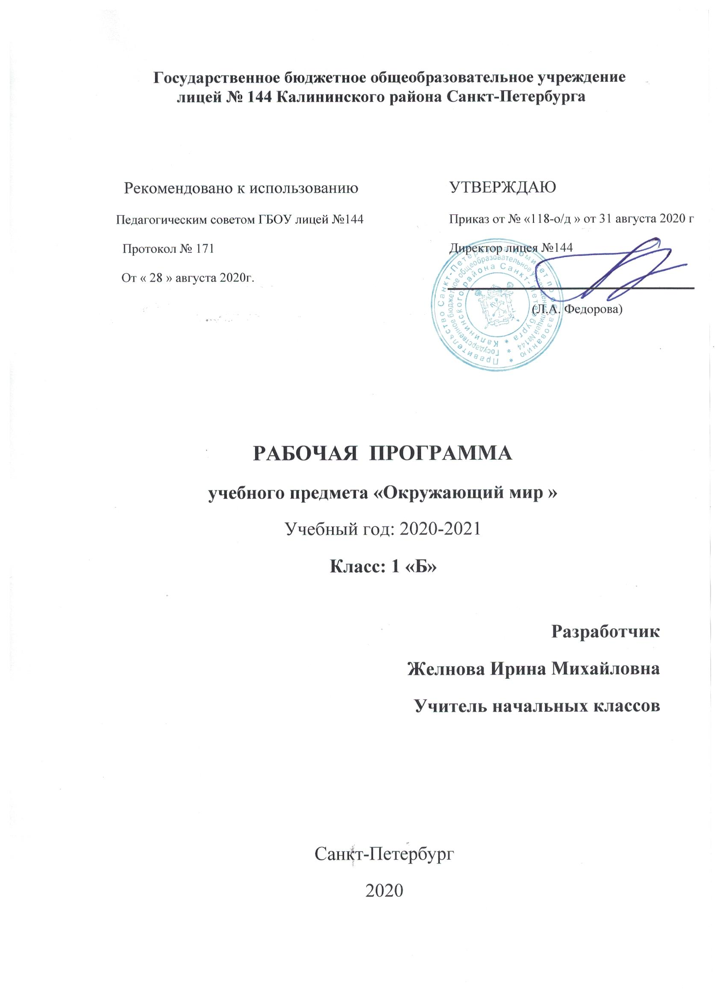 Государственное бюджетное общеобразовательное учреждение
лицей № 144 Калининского района Санкт-Петербурга
Рекомендовано к использованию
Педагогическим советом ГБОУ лицей №144
Протокол № 171
От « 28 » августа 2020г.
УТВЕРЖДАЮ
Приказ от № «118-о/д » от 31 августа 2020 г
Директор лицея №144
(Л.А. Федорова)
Правительство Санкт-Петербурга Комитет по образованию *
Государственное бюджетное общеобразовательное учреждение лицей №144 *
Калининского района Санкт-Петербурга *
РАБОЧАЯ ПРОГРАММА
учебного предмета «Окружающий мир »
Учебный год: 2020-2021
Класс: 1 «Б»
Разработчик
Желнова Ирина Михайловна
Учитель начальных классов
Санкт-Петербург
2020